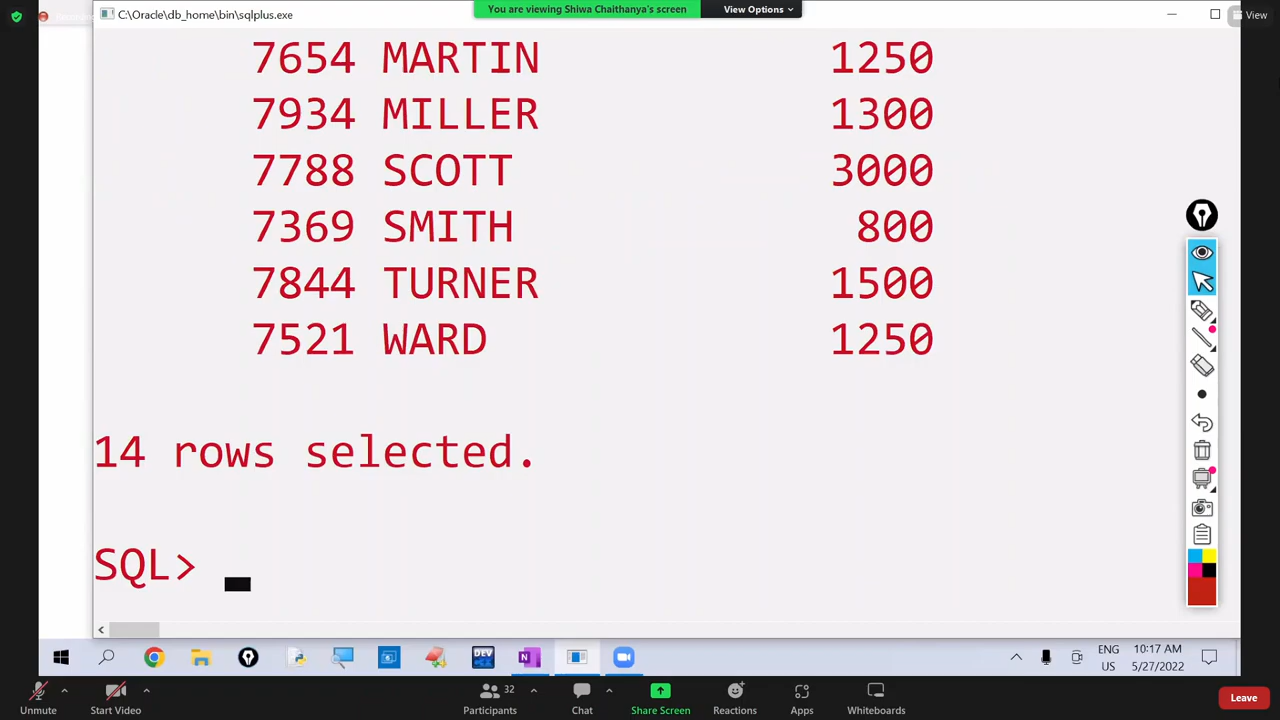 C:\Oracle\db_home\bin\sqlplus.exe
You are viewing Shiwa Chaithanya's screen
View Options
View
7654 MARTIN 1250
7934 MILLER 1300
7788 SCOTT 3000
7369 SMITH 800
7844 TURNER 1500
7521 WARD 1250
14 rows selected.
SQL>
DEV
ENG
US
10:17 AM
5/27/2022
Unmute
Start Video
32
Participants
Chat
Share Screen
Reactions
Apps
Whiteboards
Leave